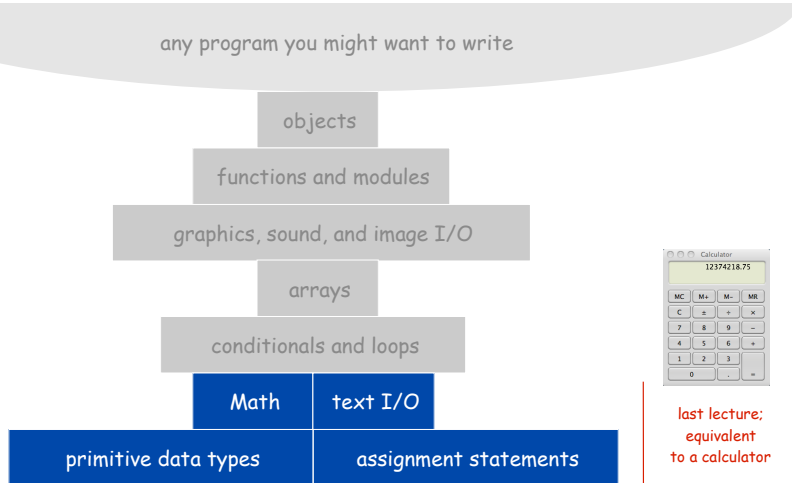 any program you might want to write
objects
functions and modules
graphics, sound, and image I/O
arrays
conditionals and loops
Math text I/O
primitive data types assignment statements
Calculator
12374218.75
MC M+ M- MR
C ± ÷ ×
7 8 9 −
4 5 6 +
1 2 3
0 . =
last lecture;
equivalent
to a calculator